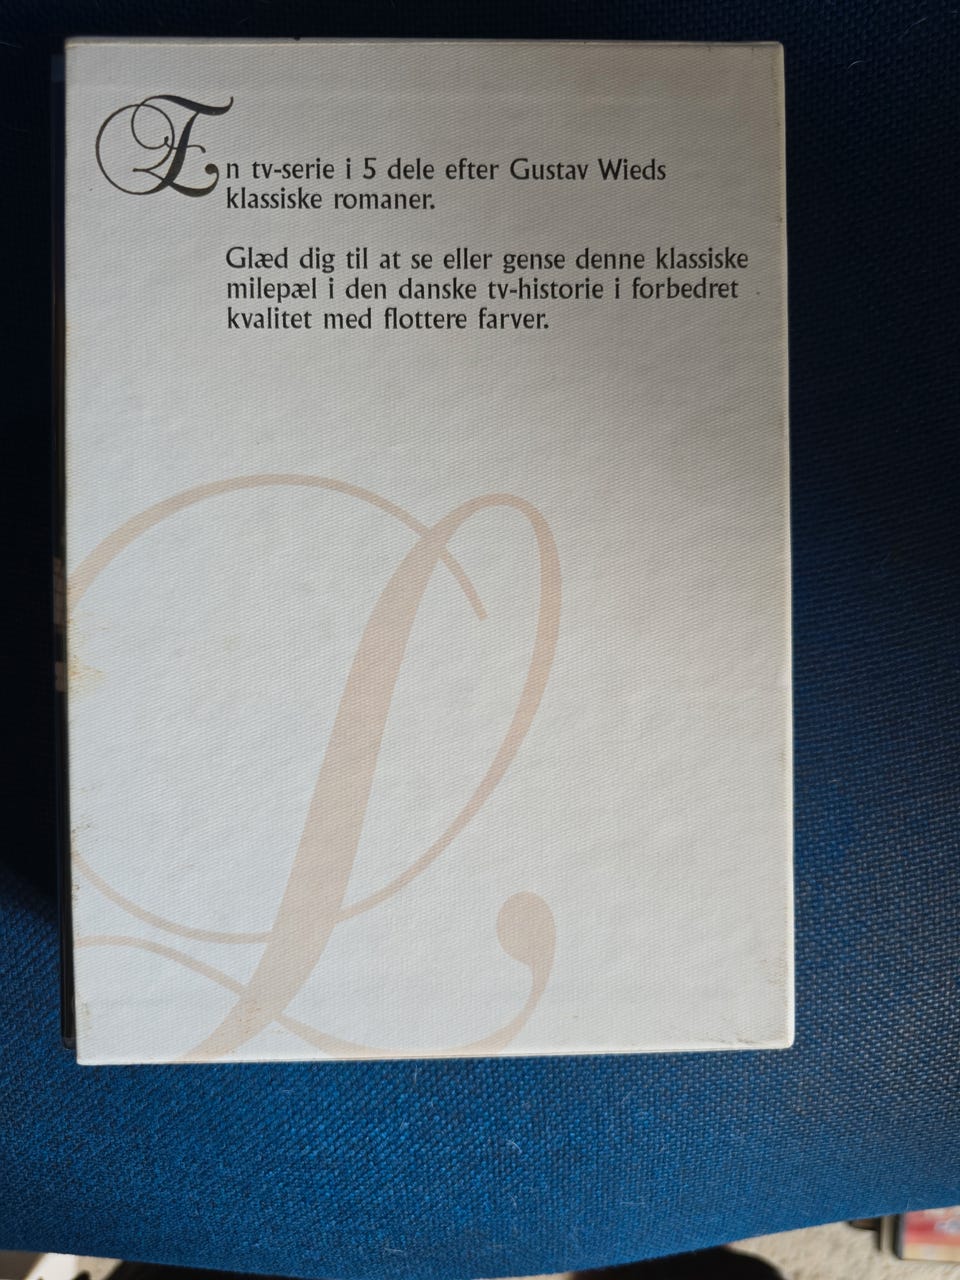 En tv-serie i 5 dele efter Gustav Wieds
klassiske romaner.
Glæd dig til at se eller gense denne klassiske
milepæl i den danske tv-historie i forbedret
kvalitet med flottere farver.
L